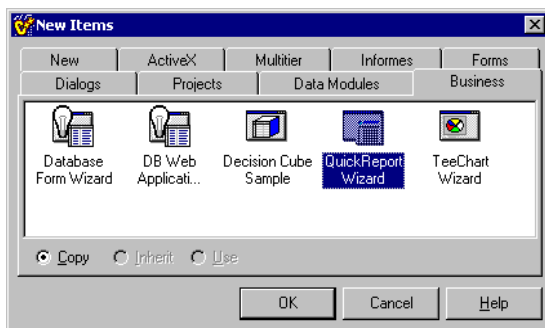 New Items
New ActiveX Multitier Informes Forms
Dialogs Projects Data Modules Business
Database Form Wizard
DB Web Applicati...
Decision Cube Sample
QuickReport Wizard
TeeChart Wizard
Copy Inherit Use
OK Cancel Help